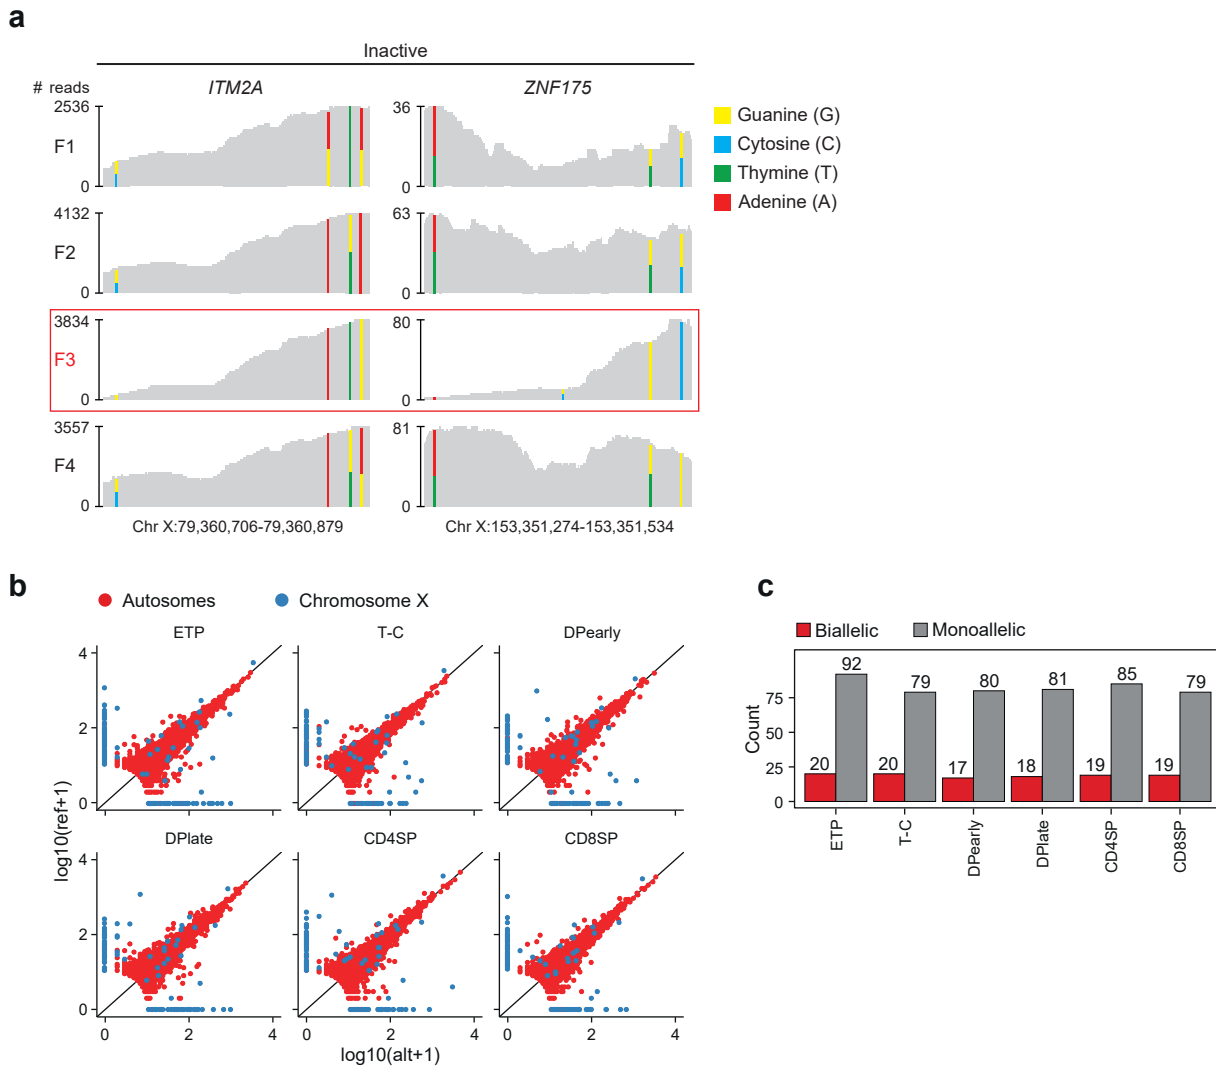 a
Inactive
# reads
ITM2A
ZNF175
2536
F1
0
36
0
Guanine (G)
Cytosine (C)
Thymine (T)
Adenine (A)
4132
F2
0
63
0
3834
F3
0
80
0
3557
F4
0
81
0
Chr X:79,360,706-79,360,879
Chr X:153,351,274-153,351,534
b
Autosomes
Chromosome X
ETP
T-C
DPearly
4
2
0
DPlate
CD4SP
CD8SP
4
2
0
0
2
4
0
2
4
0
2
4
log10(ref+1)
log10(alt+1)
c
Biallelic
Monoallelic
Count
75
50
25
0
20
92
20
79
17
80
18
81
19
85
19
79
ETP
T-C
DPearly
DPlate
CD4SP
CD8SP